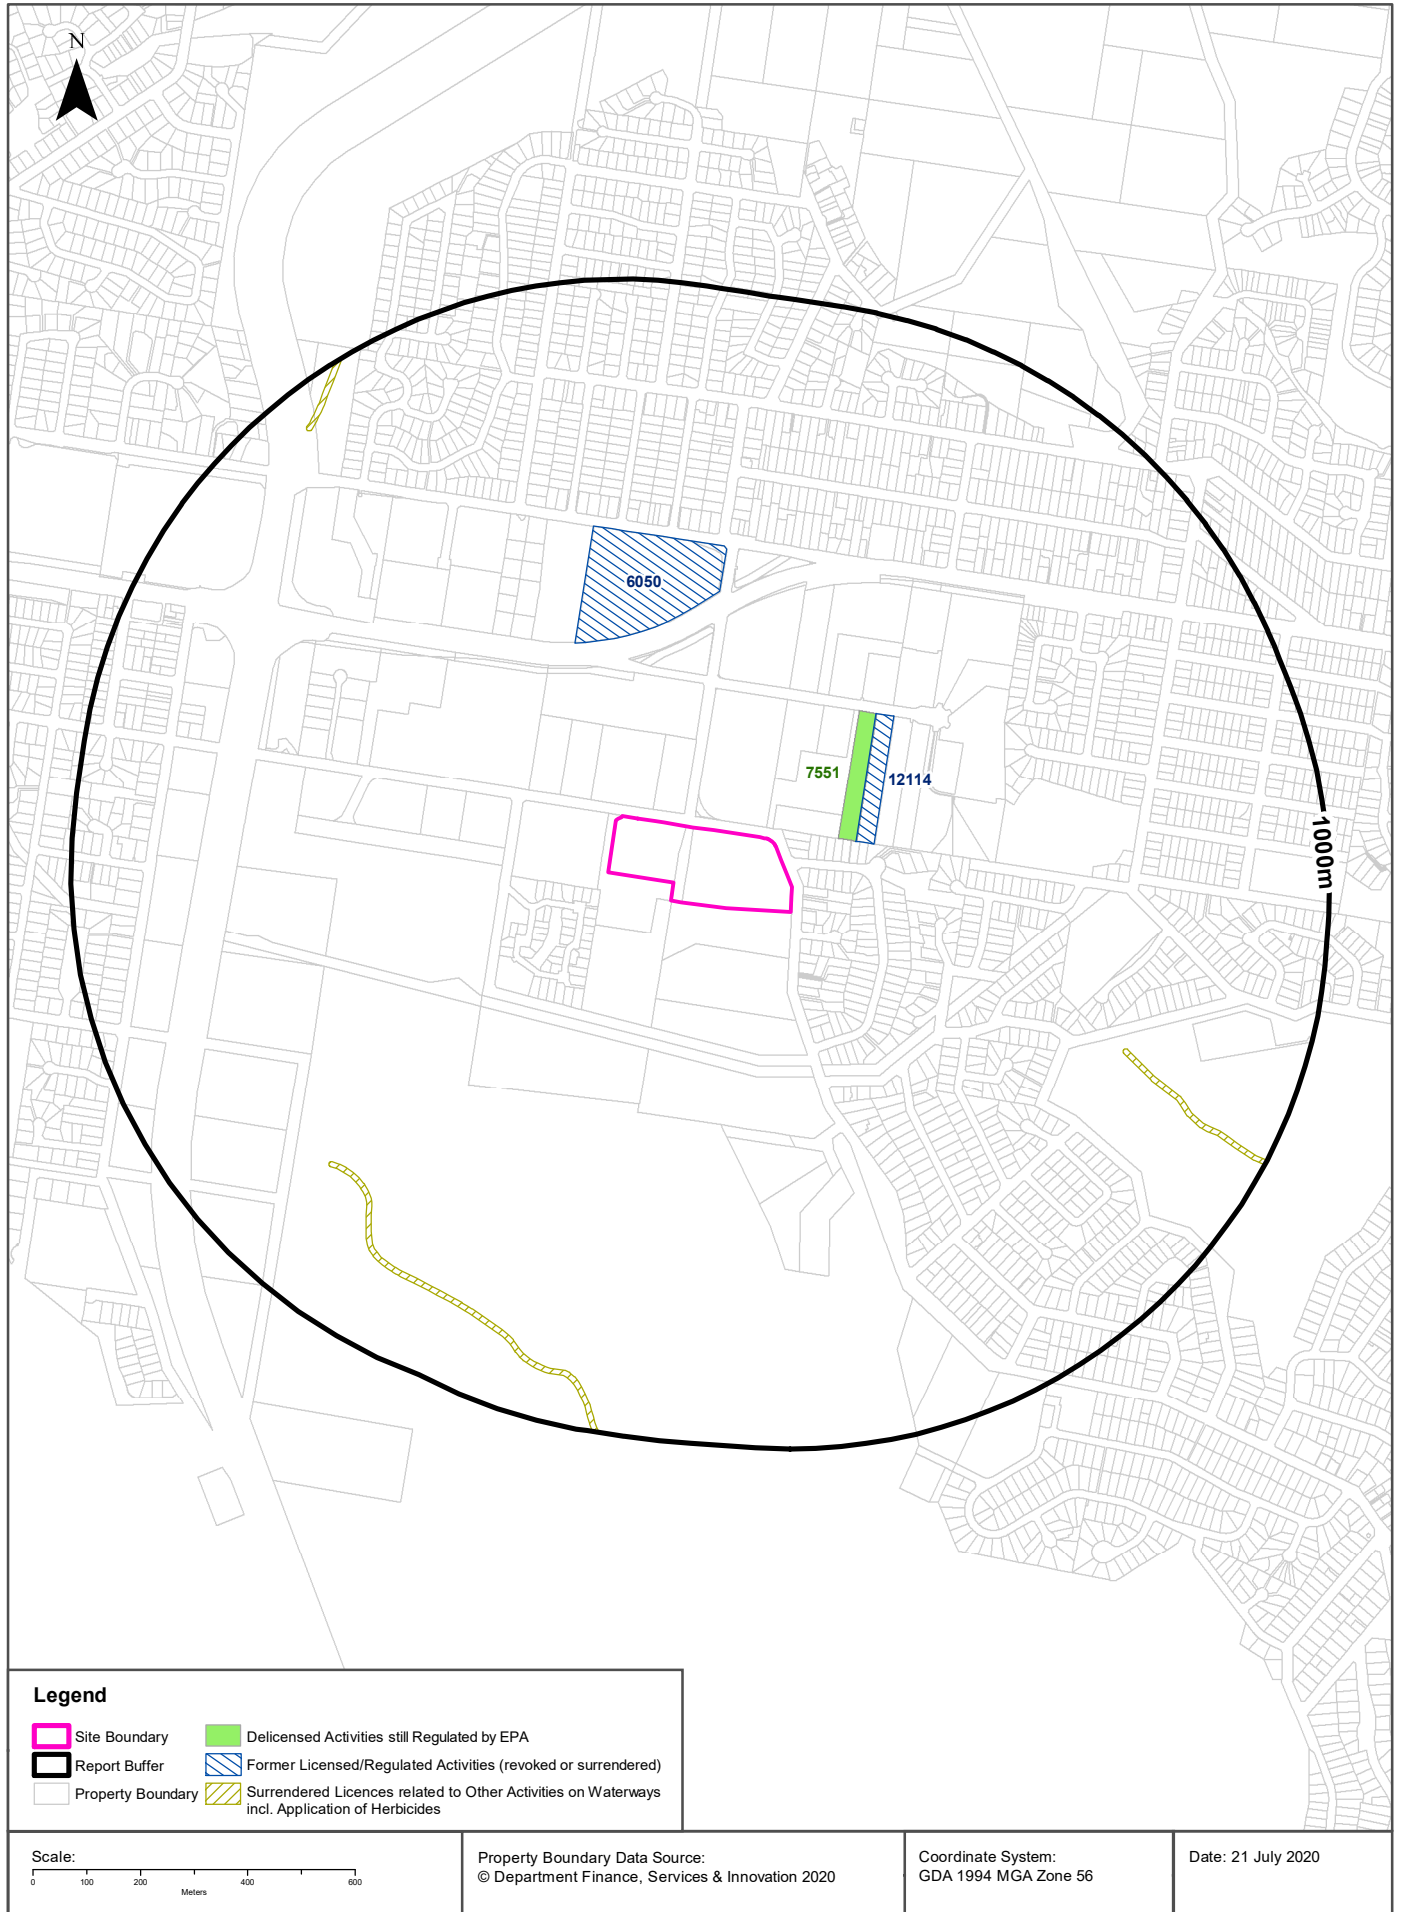 N
6050
7551
12114
1000m
Legend
Site Boundary
Report Buffer
Property Boundary
Delicensed Activities still Regulated by EPA
Former Licensed/Regulated Activities (revoked or surrendered)
Surrendered Licences related to Other Activities on Waterways
incl. Application of Herbicides
Scale:
0 100 200 400 600
Meters
Property Boundary Data Source:
© Department Finance, Services & Innovation 2020
Coordinate System:
GDA 1994 MGA Zone 56
Date: 21 July 2020